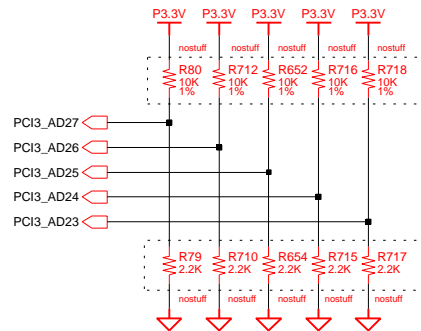 P3.3V P3.3V P3.3V P3.3V P3.3V
nostuff nostuff nostuff nostuff nostuff
R80 R712 R652 R716 R718
10K 10K 10K 10K 10K
1% 1% 1% 1% 1%
PCI3_AD27
PCI3_AD26
PCI3_AD25
PCI3_AD24
PCI3_AD23
R79 R710 R654 R715 R717
2.2K 2.2K 2.2K 2.2K 2.2K
nostuff nostuff nostuff nostuff nostuff